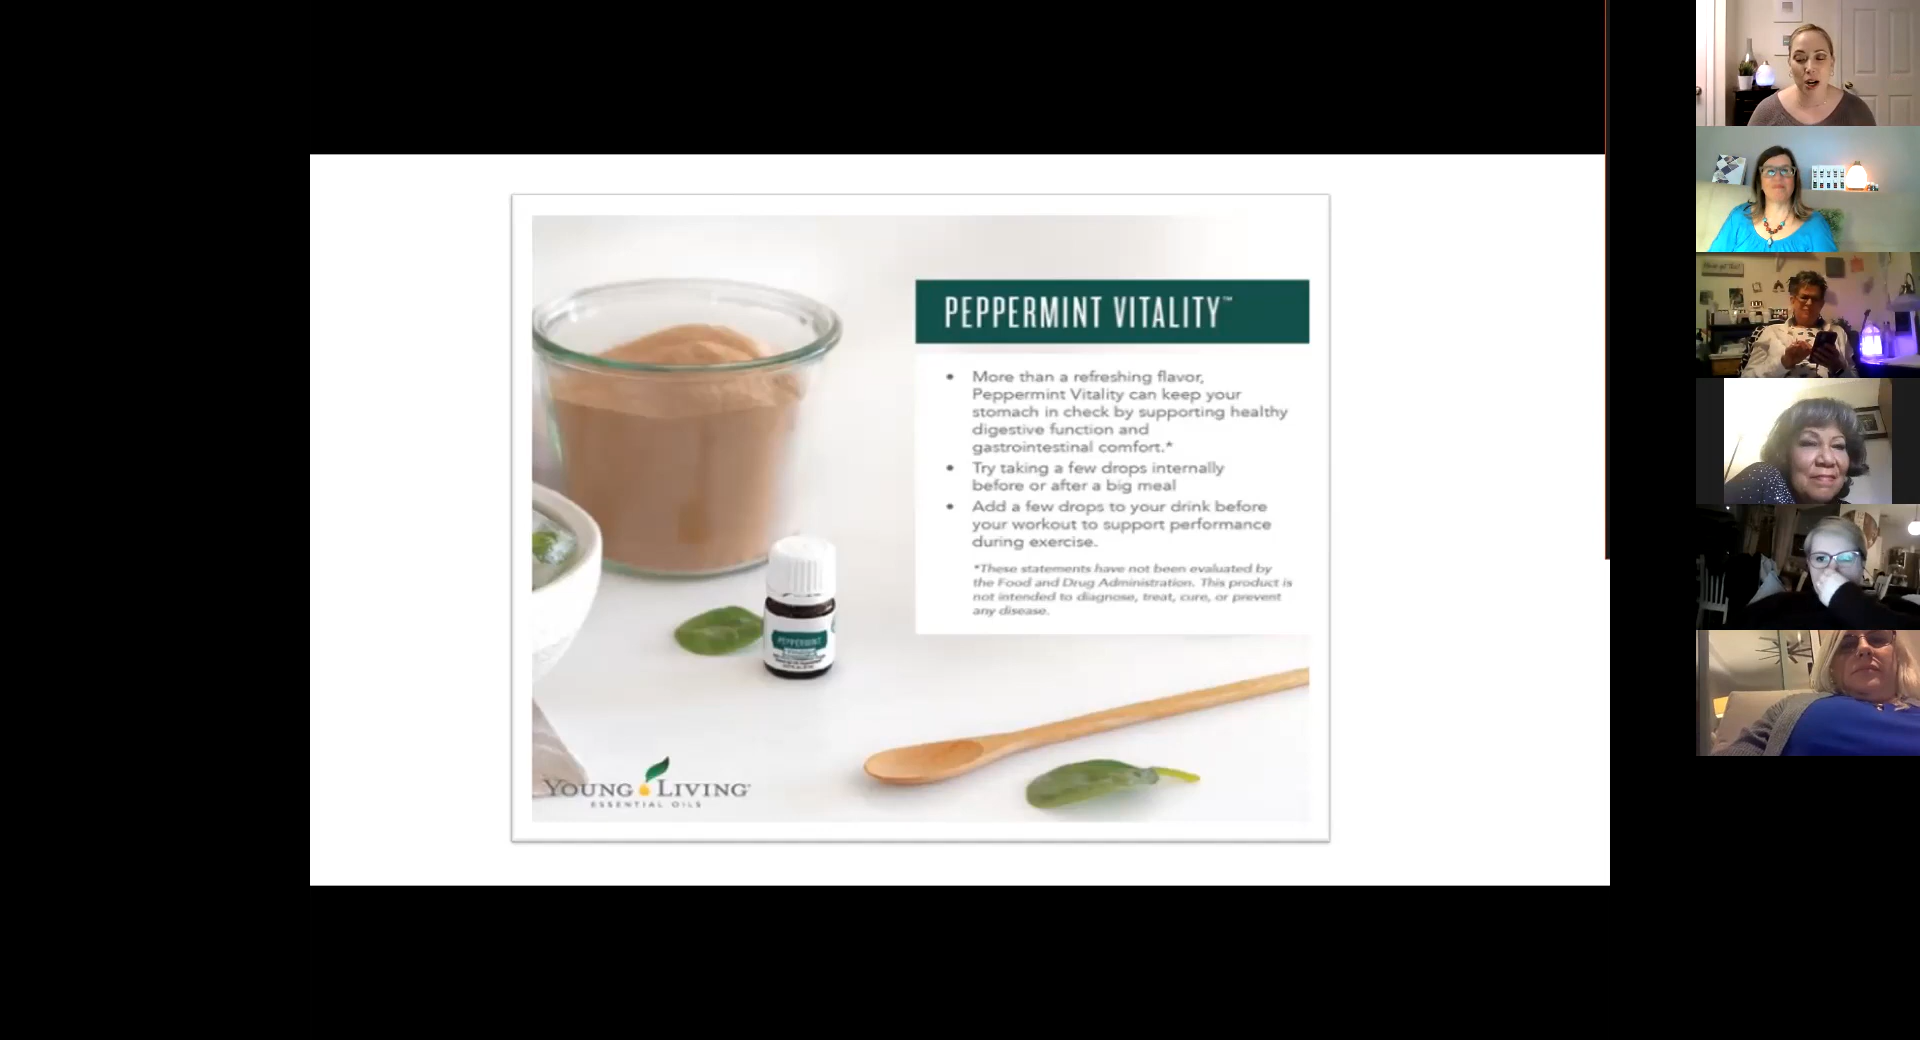 PEPPERMINT VITALITY™
• More than a refreshing flavor,
Peppermint Vitality can keep your
stomach in check by supporting healthy
digestive function and
gastrointestinal comfort.*
• Try taking a few drops internally
before or after a big meal
• Add a few drops to your drink before
your workout to support performance
during exercise.
*These statements have not been evaluated by
the Food and Drug Administration. This product is
not intended to diagnose, treat, cure, or prevent
any disease.
PEPPERMINT
YOUNG LIVING
ESSENTIAL OILS